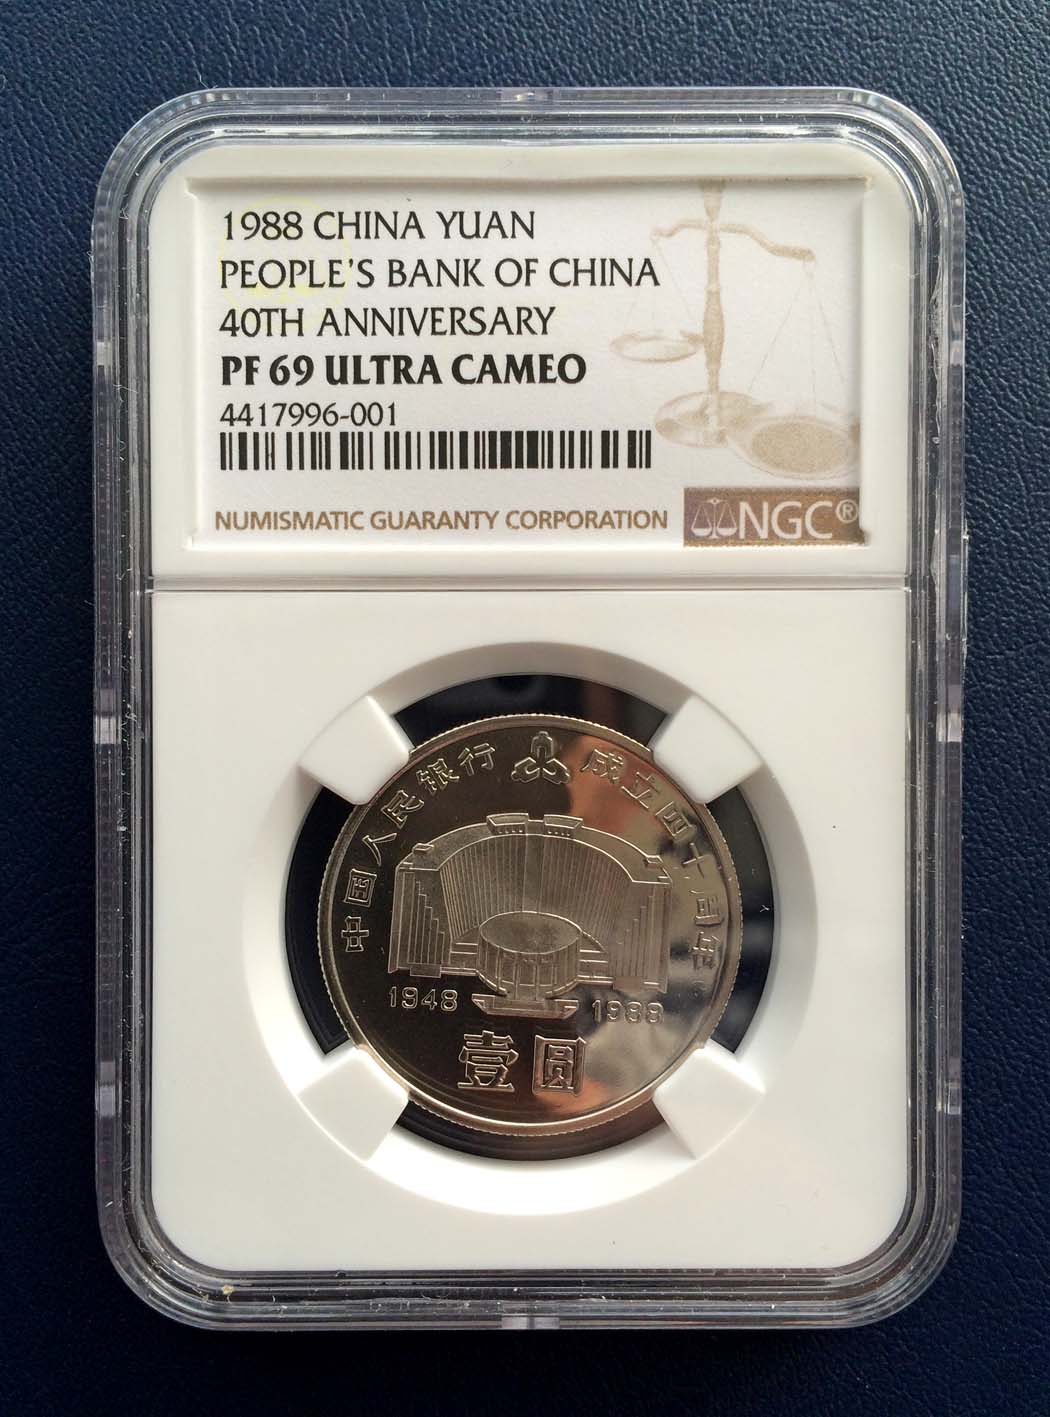 1988 CHINA YUAN
PEOPLE'S BANK OF CHINA
40TH ANNIVERSARY
PF 69 ULTRA CAMEO
4417996-001
NUMISMATIC GUARANTY CORPORATION
NGC®
中国人民银行 成立四十周年
1948 1988
壹圆